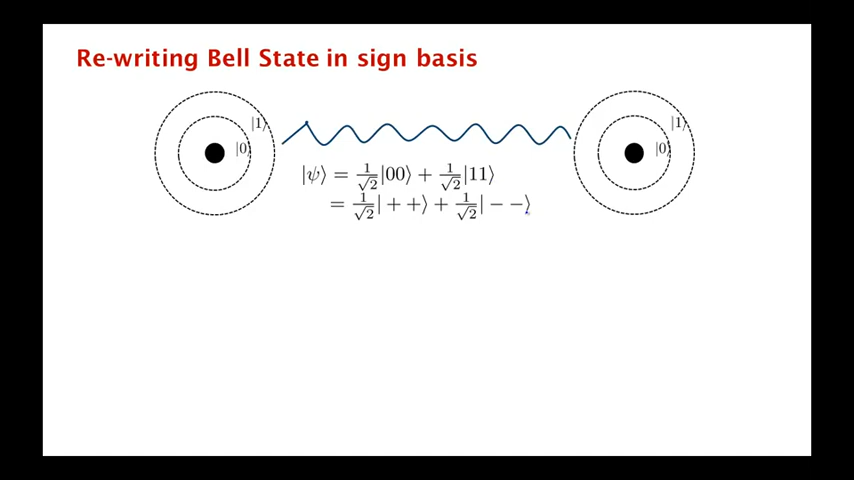 Re-writing Bell State in sign basis
|1⟩
|0⟩
|1⟩
|0⟩
|ψ⟩ = 1/√2|00⟩ + 1/√2|11⟩
= 1/√2|++⟩ + 1/√2|−−⟩